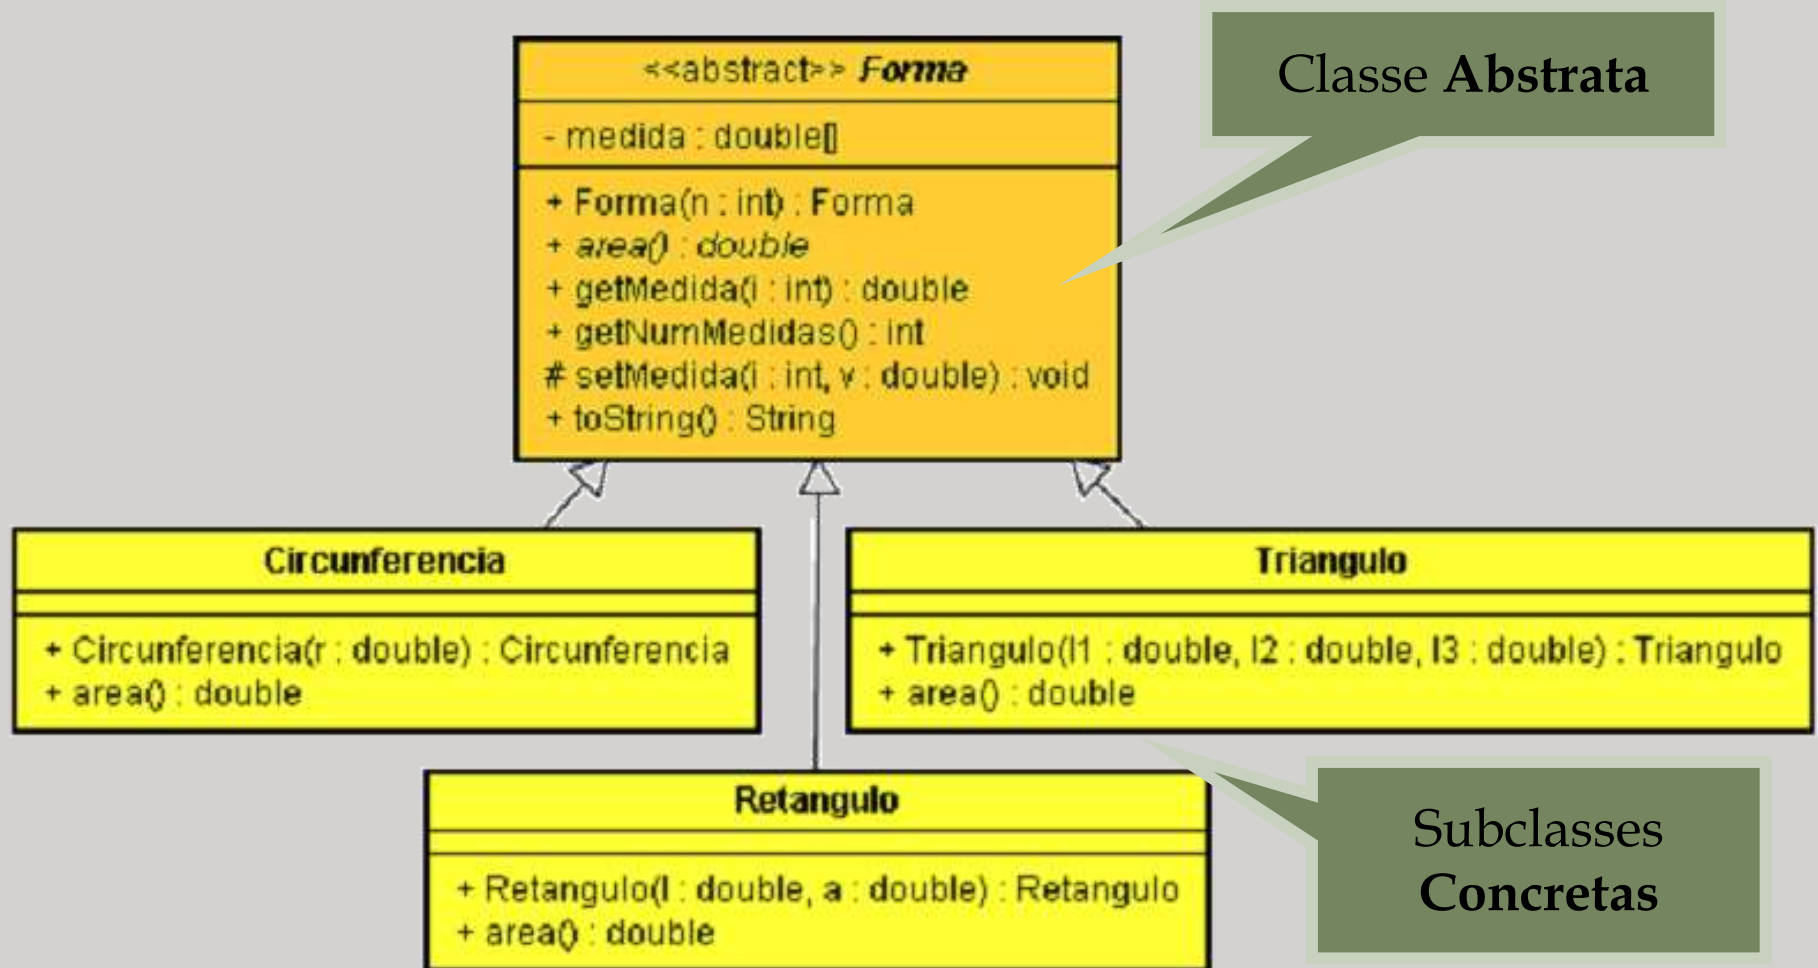 <<abstract>> Forma
- medida : double[]
+ Forma(n : int) : Forma
+ area() : double
+ getMedida(i : int) : double
+ getNumMedidas() : int
# setMedida(i : int, v : double) : void
+ toString() : String
Classe Abstrata
Circunferencia
+ Circunferencia(r : double) : Circunferencia
+ area() : double
Triangulo
+ Triangulo(l1 : double, l2 : double, l3 : double) : Triangulo
+ area() : double
Retangulo
+ Retangulo(l : double, a : double) : Retangulo
+ area() : double
Subclasses
Concretas